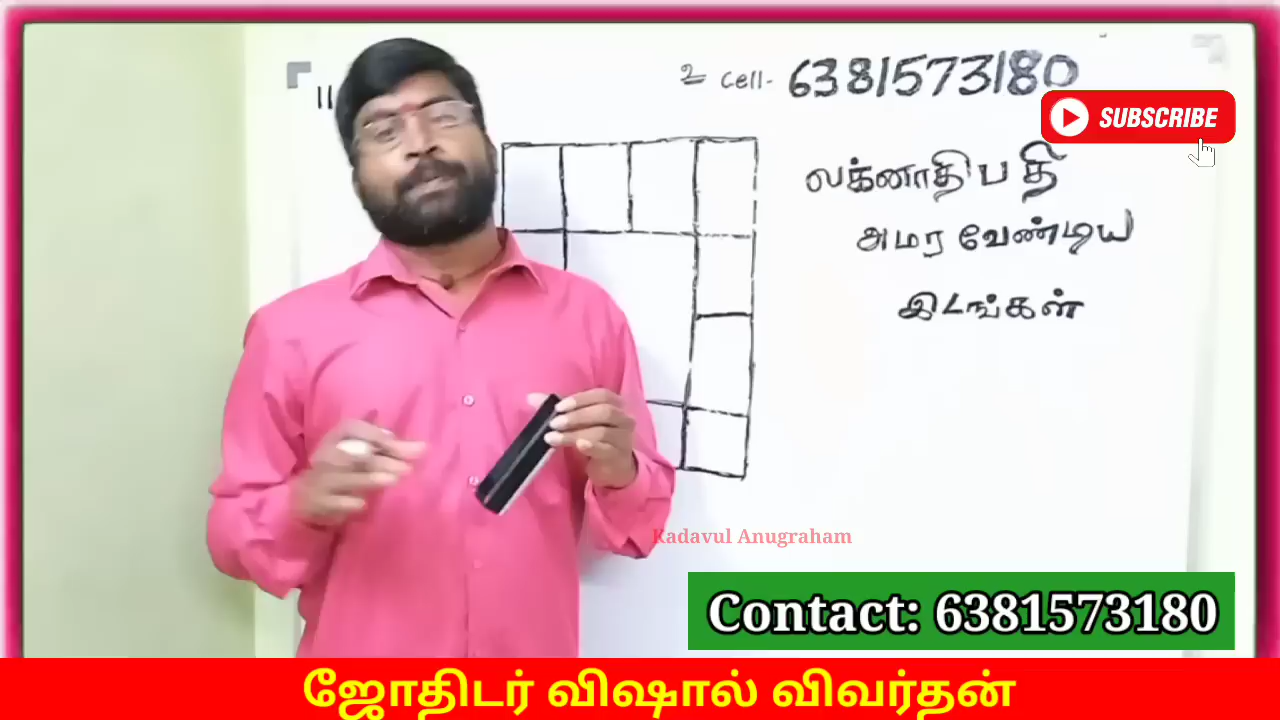 உ Cell- 6381573180
SUBSCRIBE
லக்னாதிபதி
அமர வேண்டிய
இடங்கள்
Kadavul Anugraham
Contact: 6381573180
ஜோதிடர் விஷால் விவர்தன்